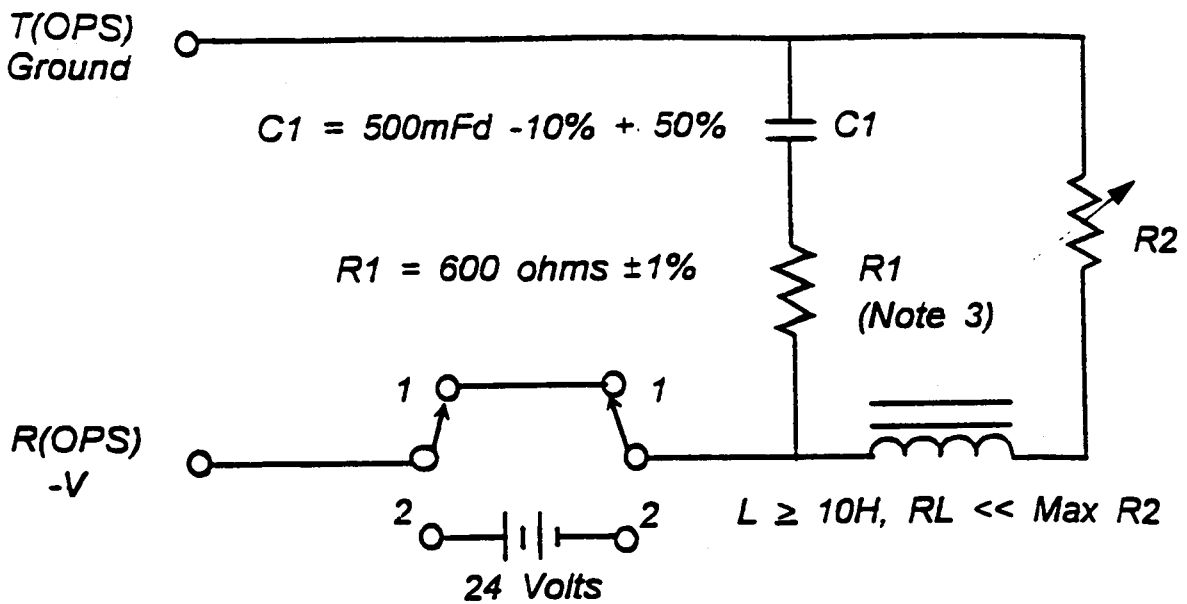 T(OPS)
Ground
C1 = 500mFd -10% + 50%
C1
R2
R1 = 600 ohms ±1%
R1
(Note 3)
1
1
R(OPS)
-V
2
2
24 Volts
L ≥ 10H, RL << Max R2